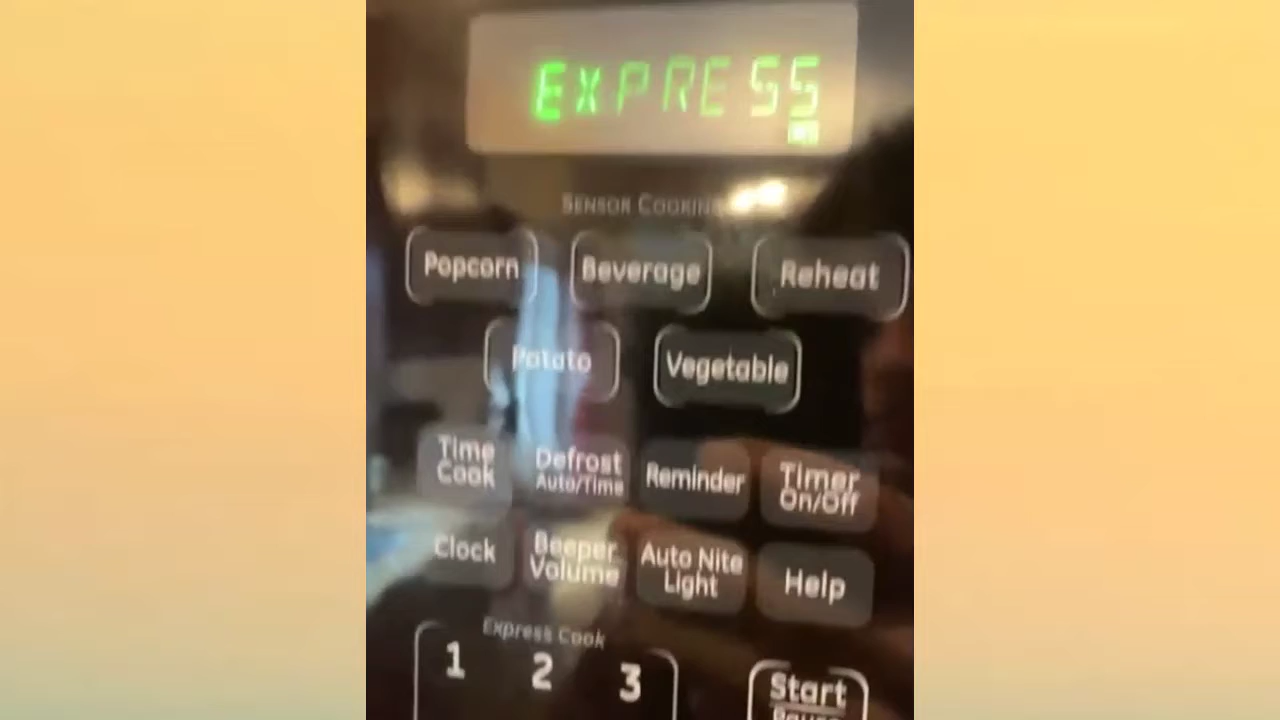 EXPRESS
SENSOR COOKING
Popcorn Beverage Reheat
Potato Vegetable
Time Cook Defrost Auto/Time Reminder Timer On/Off
Clock Beeper Volume Auto Nite Light Help
Express Cook
1 2 3 Start